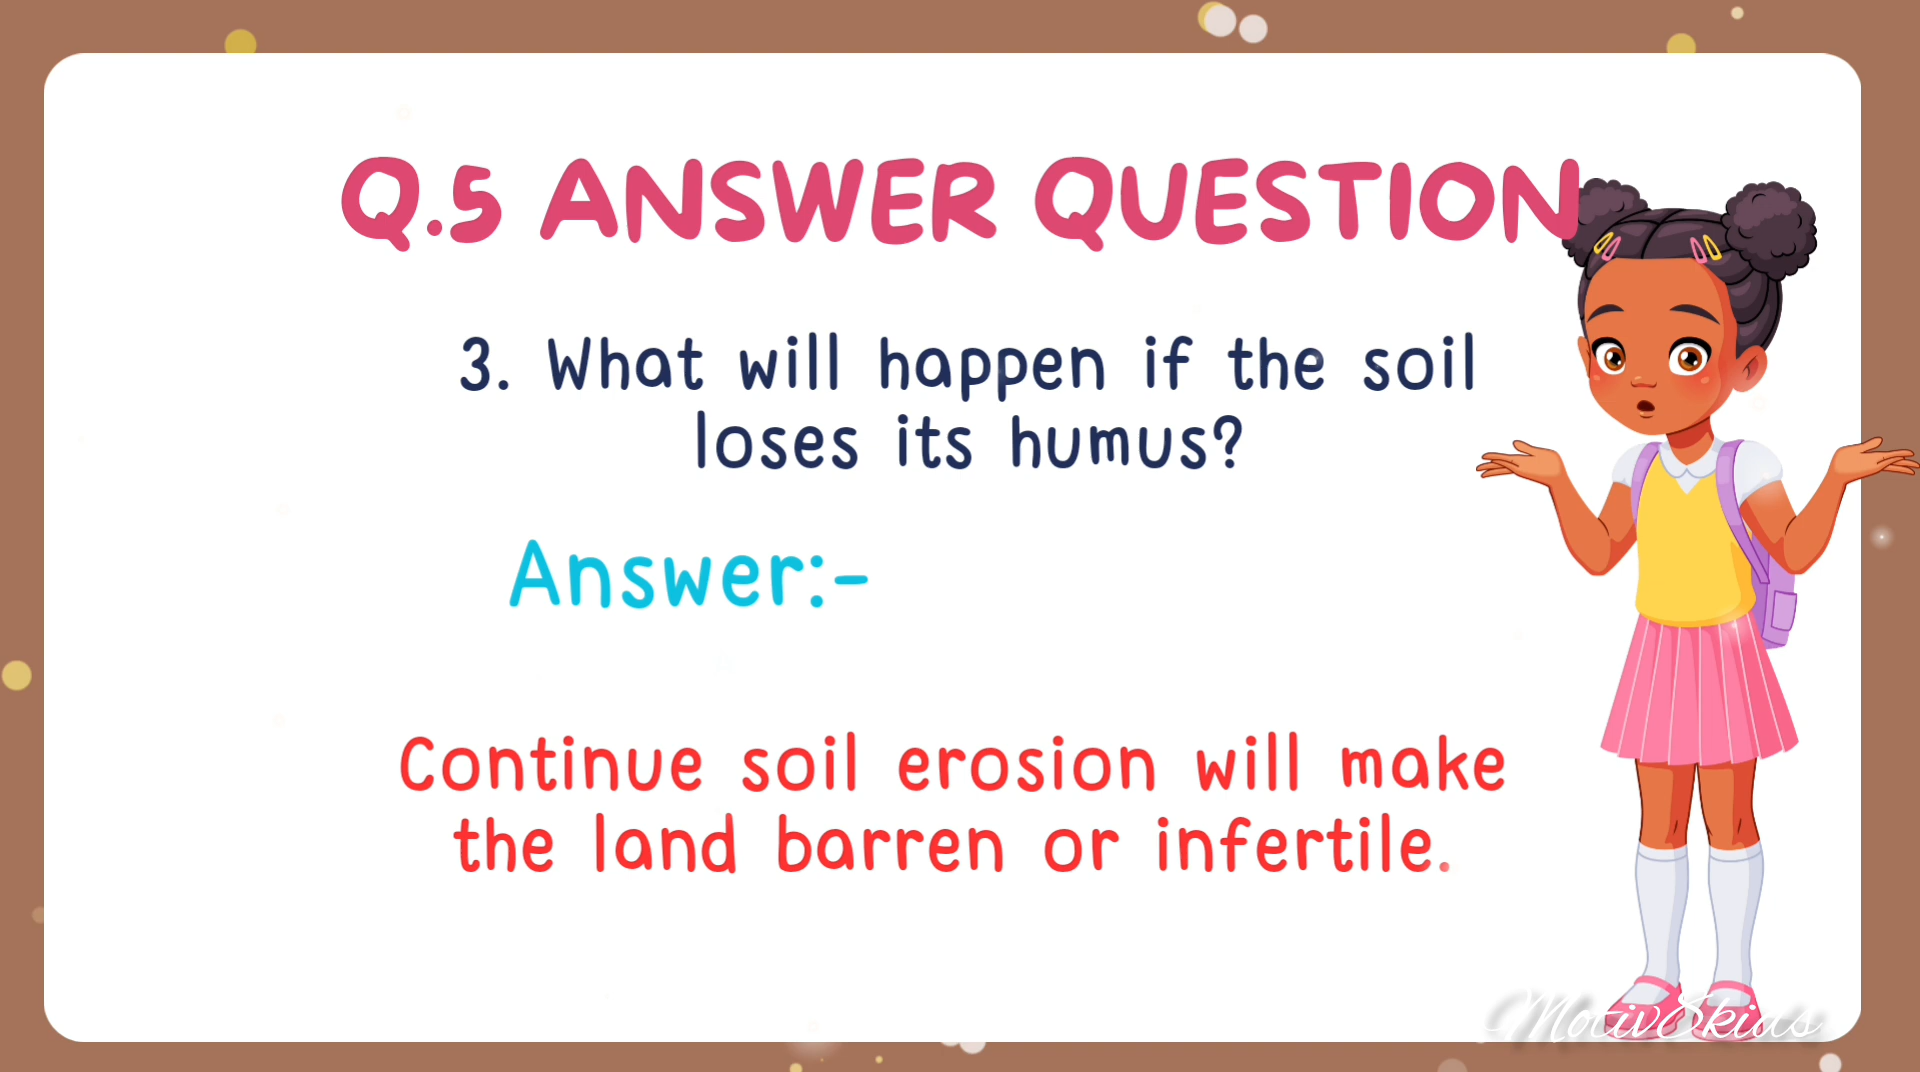 Q.5 ANSWER QUESTION
3. What will happen if the soil
loses its humus?
Answer:-
Continue soil erosion will make
the land barren or infertile.
MotivSkids